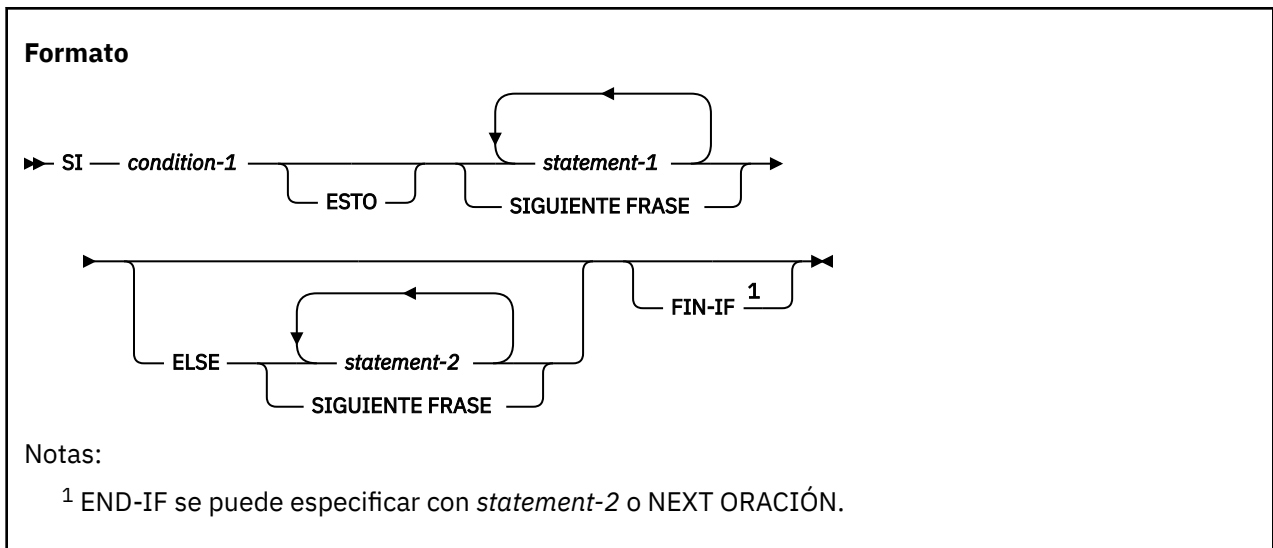 Formato
SI condition-1 ESTO statement-1
SIGUIENTE FRASE
ELSE statement-2 FIN-IF 1
SIGUIENTE FRASE
Notas:
1 END-IF se puede especificar con statement-2 o NEXT ORACIÓN.